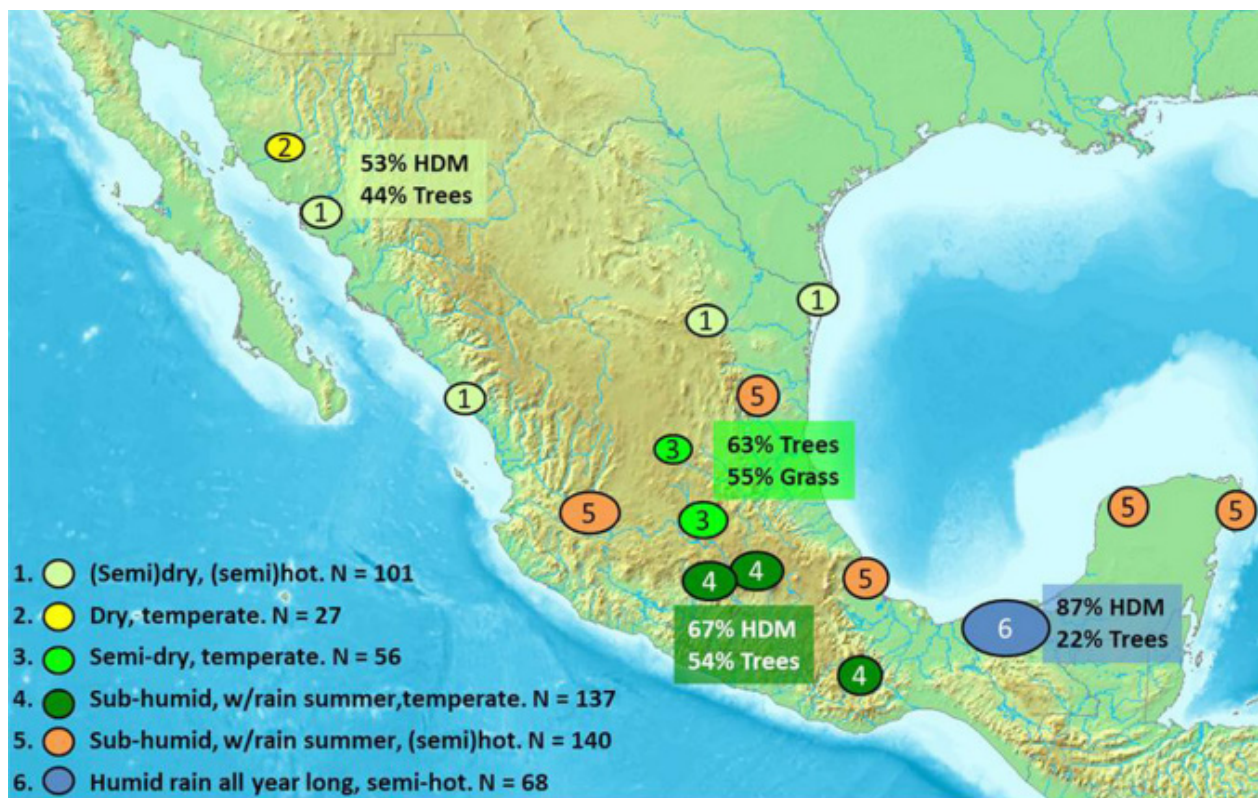 2
53% HDM
44% Trees
1
1
1
1
5
3
63% Trees
55% Grass
5
3
5
5
4
4
5
6
87% HDM
22% Trees
67% HDM
54% Trees
4
1. (Semi)dry, (semi)hot. N = 101
2. Dry, temperate. N = 27
3. Semi-dry, temperate. N = 56
4. Sub-humid, w/rain summer,temperate. N = 137
5. Sub-humid, w/rain summer, (semi)hot. N = 140
6. Humid rain all year long, semi-hot. N = 68